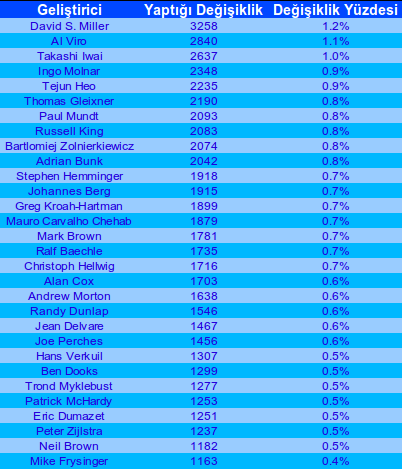 Geliştirici Yaptığı Değişiklik Değişiklik Yüzdesi
David S. Miller 3258 1.2%
Al Viro 2840 1.1%
Takashi Iwai 2637 1.0%
Ingo Molnar 2348 0.9%
Tejun Heo 2235 0.9%
Thomas Gleixner 2190 0.8%
Paul Mundt 2093 0.8%
Russell King 2083 0.8%
Bartlomiej Zolnierkiewicz 2074 0.8%
Adrian Bunk 2042 0.8%
Stephen Hemminger 1918 0.7%
Johannes Berg 1915 0.7%
Greg Kroah-Hartman 1899 0.7%
Mauro Carvalho Chehab 1879 0.7%
Mark Brown 1781 0.7%
Ralf Baechle 1735 0.7%
Christoph Hellwig 1716 0.7%
Alan Cox 1703 0.6%
Andrew Morton 1638 0.6%
Randy Dunlap 1546 0.6%
Jean Delvare 1467 0.6%
Joe Perches 1456 0.6%
Hans Verkuil 1307 0.5%
Ben Dooks 1299 0.5%
Trond Myklebust 1277 0.5%
Patrick McHardy 1253 0.5%
Eric Dumazet 1251 0.5%
Peter Zijlstra 1237 0.5%
Neil Brown 1182 0.5%
Mike Frysinger 1163 0.4%